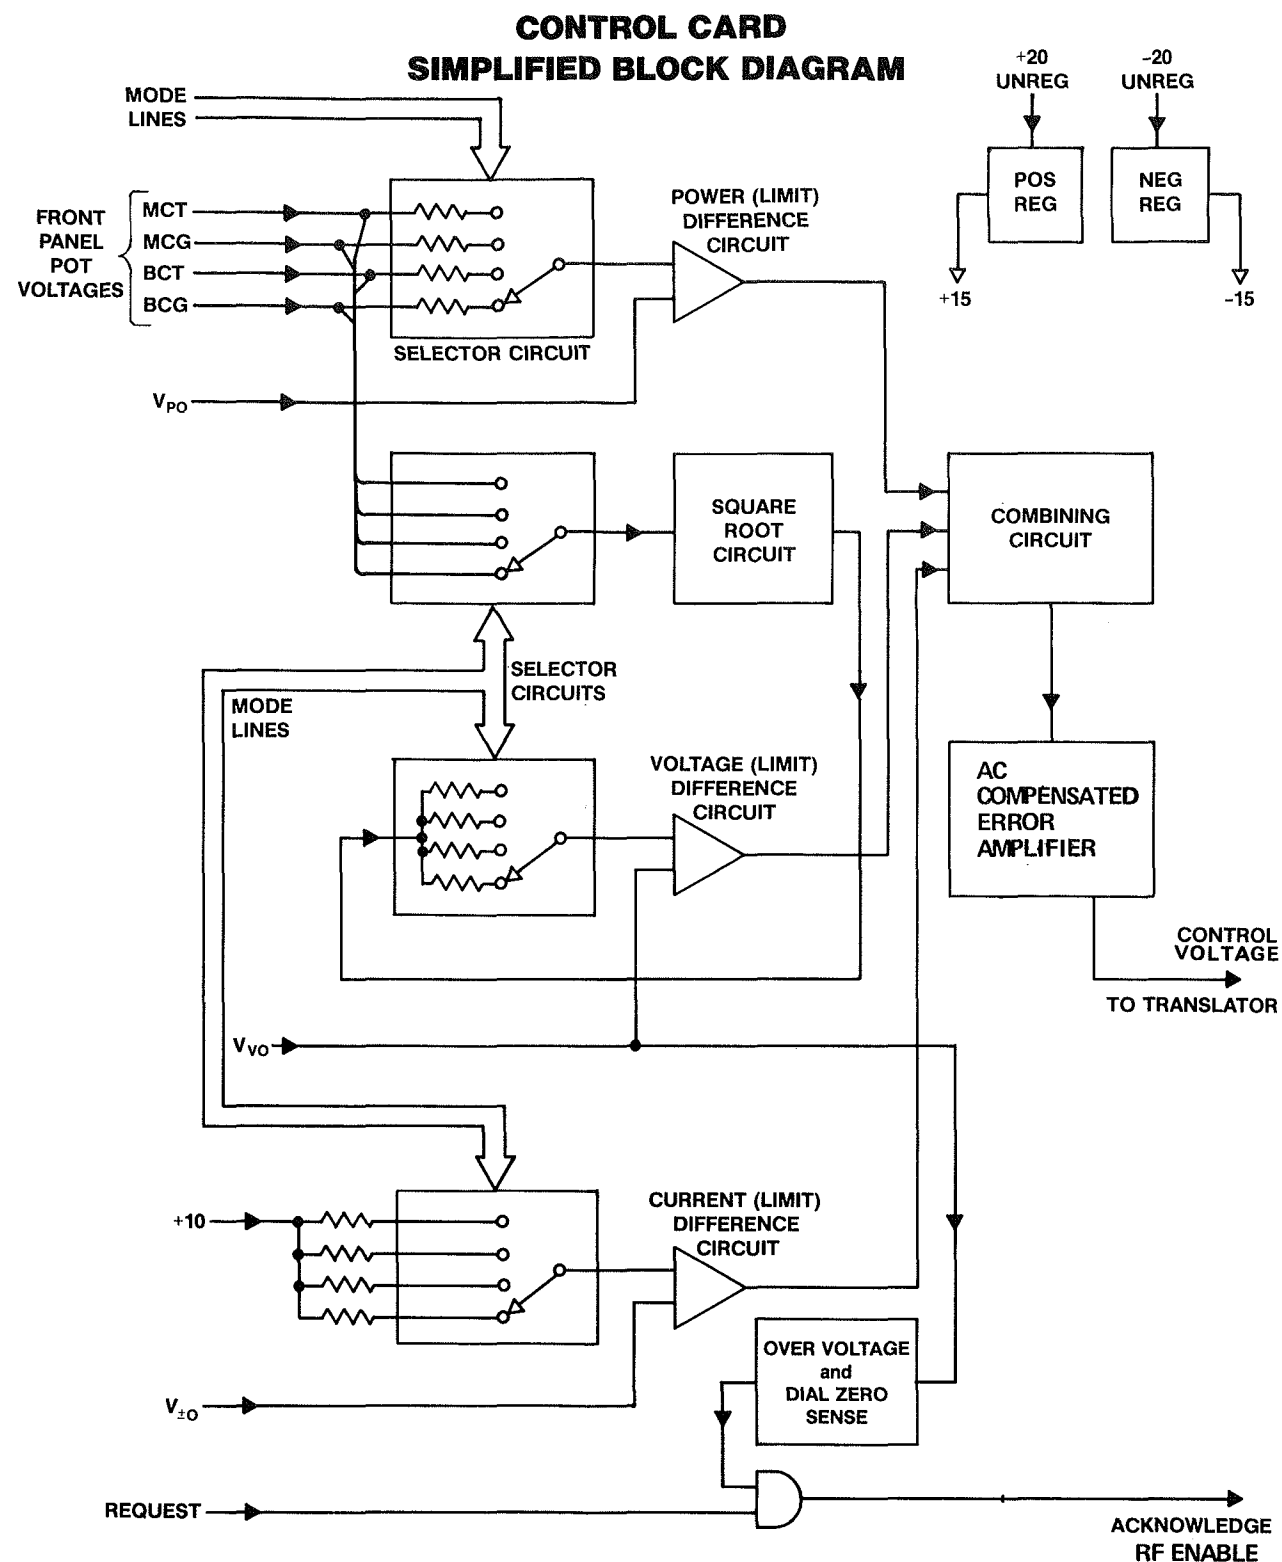 CONTROL CARD
SIMPLIFIED BLOCK DIAGRAM
+20
UNREG
-20
UNREG
MODE
LINES
POS
REG
NEG
REG
+15
-15
FRONT
PANEL
POT
VOLTAGES
MCT
MCG
BCT
BCG
POWER (LIMIT)
DIFFERENCE
CIRCUIT
SELECTOR CIRCUIT
VPO
SQUARE
ROOT
CIRCUIT
COMBINING
CIRCUIT
SELECTOR
CIRCUITS
MODE
LINES
VOLTAGE (LIMIT)
DIFFERENCE
CIRCUIT
AC
COMPENSATED
ERROR
AMPLIFIER
CONTROL
VOLTAGE
TO TRANSLATOR
VVO
+10
CURRENT (LIMIT)
DIFFERENCE
CIRCUIT
OVER VOLTAGE
and
DIAL ZERO
SENSE
V±O
REQUEST
ACKNOWLEDGE
RF ENABLE